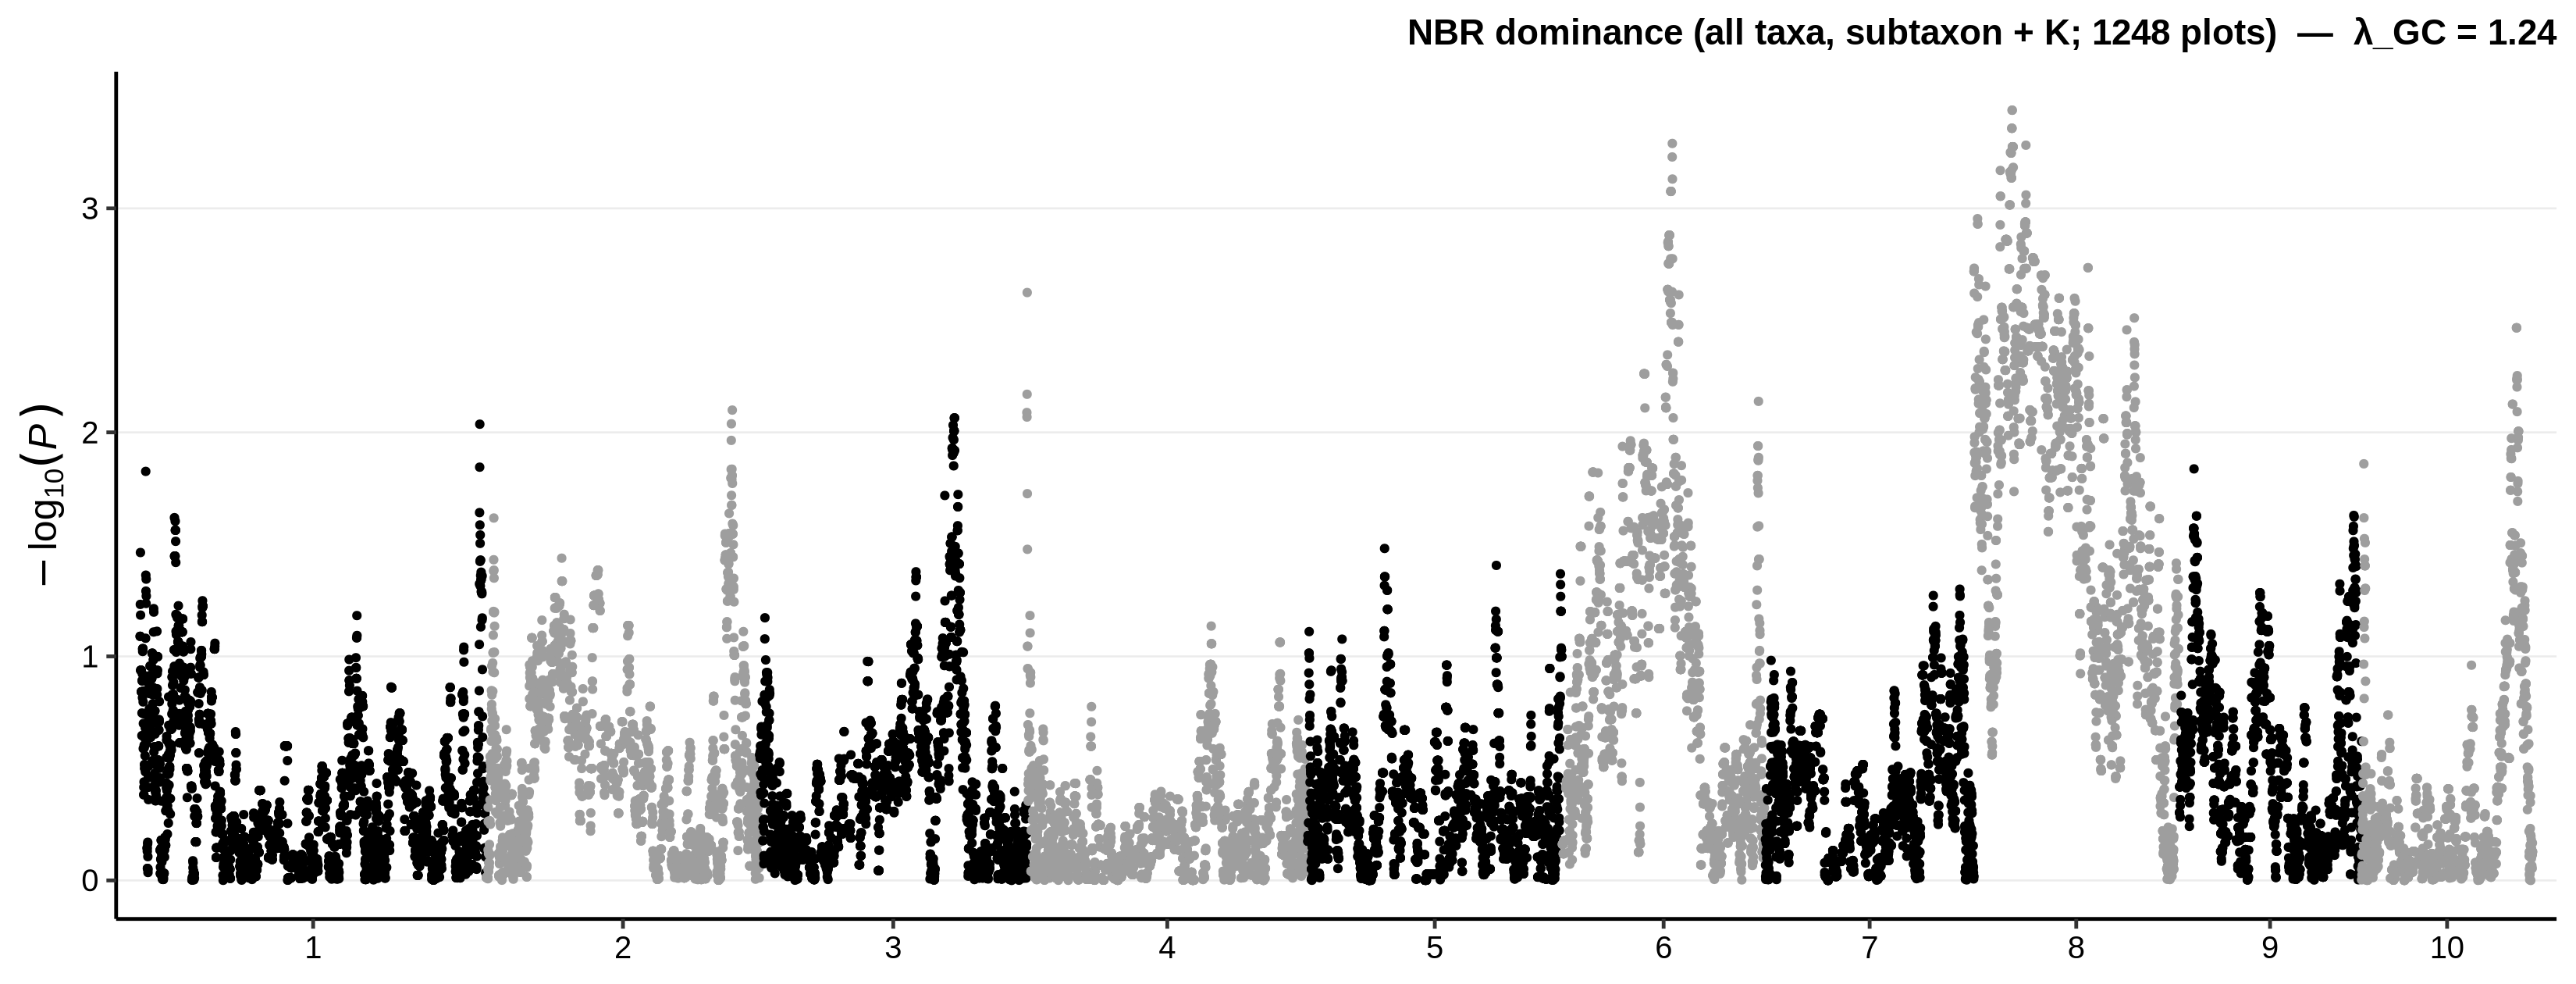 NBR dominance (all taxa, subtaxon + K; 1248 plots) — λ_GC = 1.24
− log10(P)
3
2
1
0
1 2 3 4 5 6 7 8 9 10